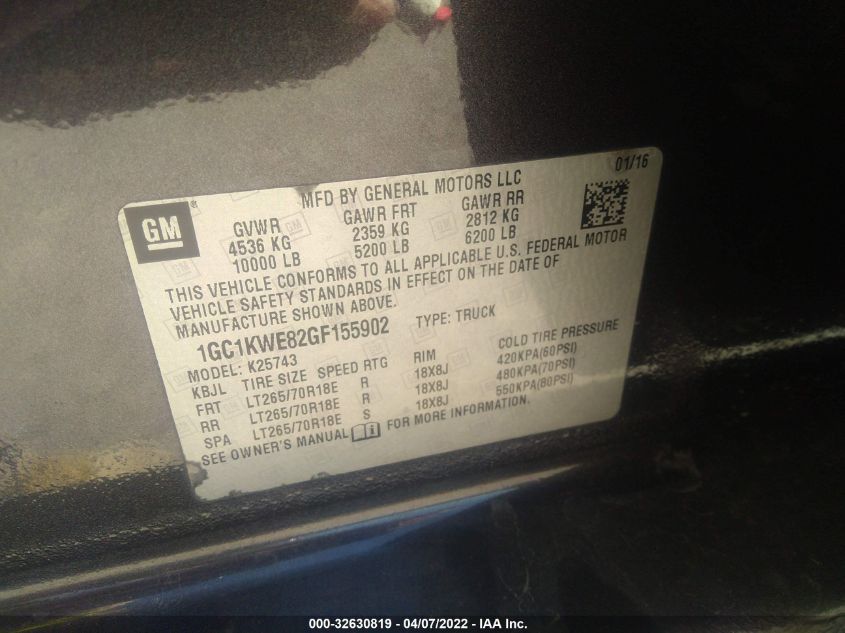 01/16
MFD BY GENERAL MOTORS LLC
GM
GVWR GAWR FRT GAWR RR
4536 KG 2359 KG 2812 KG
10000 LB 5200 LB 6200 LB
THIS VEHICLE CONFORMS TO ALL APPLICABLE U.S. FEDERAL MOTOR
VEHICLE SAFETY STANDARDS IN EFFECT ON THE DATE OF
MANUFACTURE SHOWN ABOVE.
1GC1KWE82GF155902 TYPE: TRUCK
MODEL: K25743
KBJL TIRE SIZE SPEED RTG RIM COLD TIRE PRESSURE
FRT LT265/70R18E R 18X8J 420KPA(60PSI)
RR LT265/70R18E R 18X8J 480KPA(70PSI)
SPA LT265/70R18E S 18X8J 550KPA(80PSI)
SEE OWNER'S MANUAL FOR MORE INFORMATION.
000-32630819 - 04/07/2022 - IAA Inc.